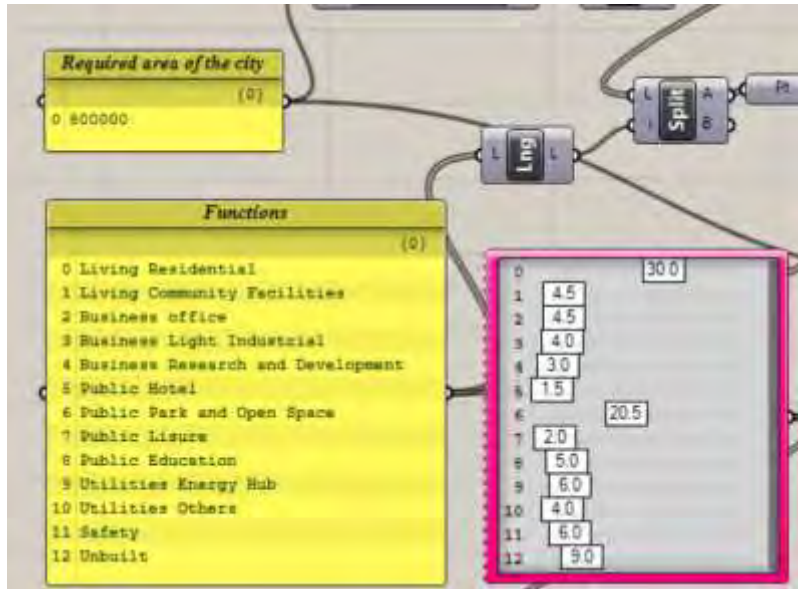 Required area of the city
{0}
0 800000
L Lng L
L Split A Pt
i B
Functions
{0}
0 Living Residential
1 Living Community Facilities
2 Business office
3 Business Light Industrial
4 Business Research and Development
5 Public Hotel
6 Public Park and Open Space
7 Public Lisure
8 Public Education
9 Utilities Energy Hub
10 Utilities Others
11 Safety
12 Unbuilt
0 30.0
1 4.5
2 4.5
3 4.0
4 3.0
5 1.5
6 20.5
7 2.0
8 5.0
9 6.0
10 4.0
11 6.0
12 9.0